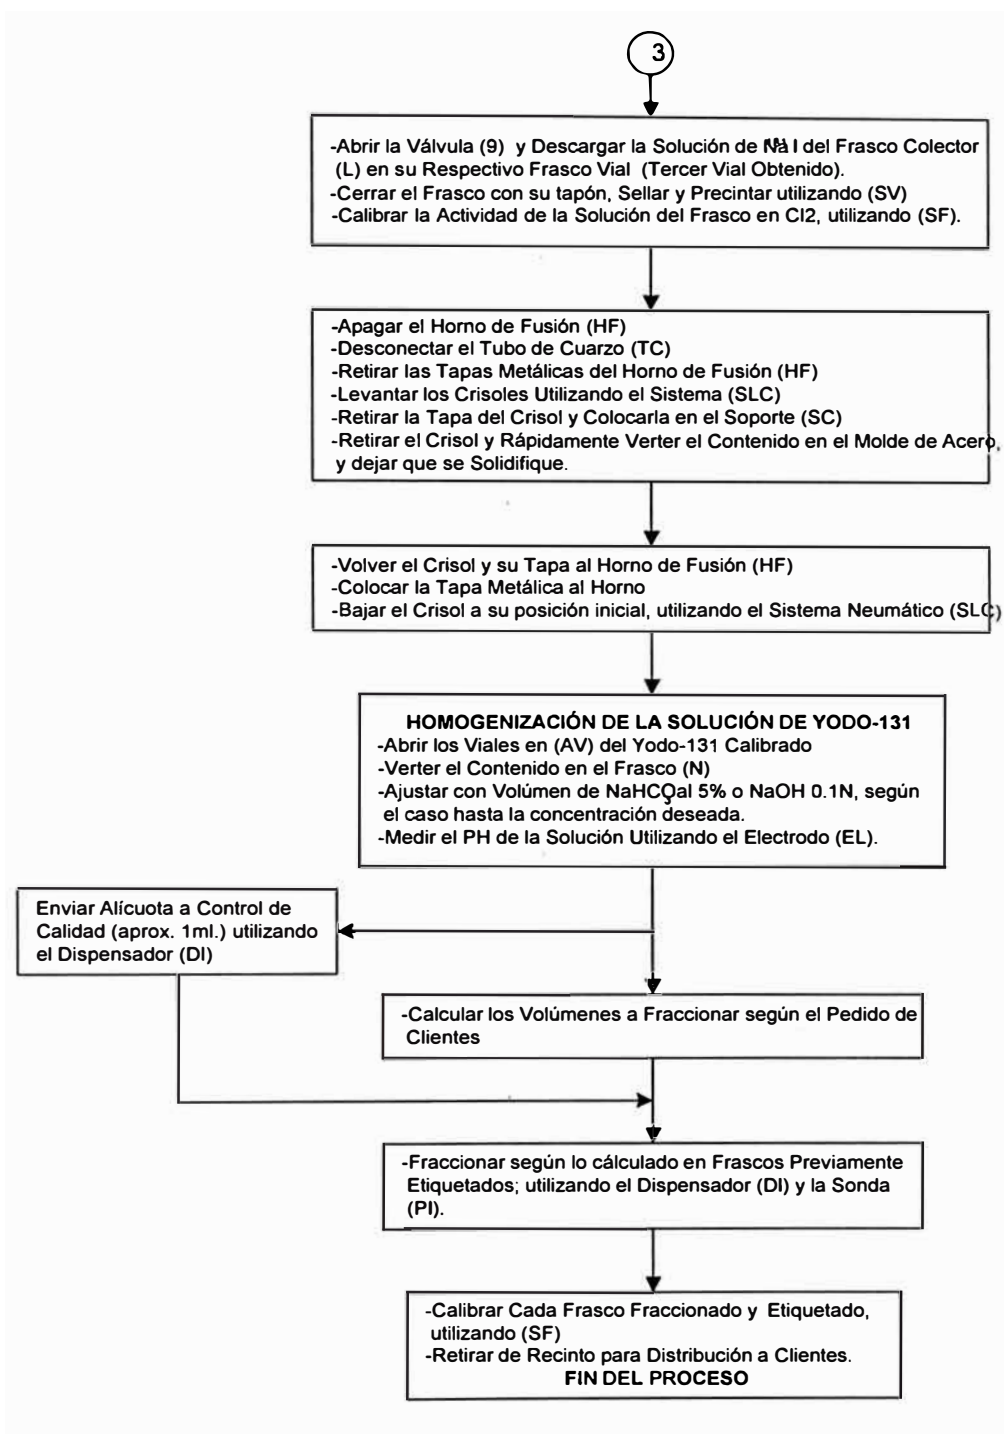 3
-Abrir la Válvula (9) y Descargar la Solución de Na I del Frasco Colector
(L) en su Respectivo Frasco Vial (Tercer Vial Obtenido).
-Cerrar el Frasco con su tapón, Sellar y Precintar utilizando (SV)
-Calibrar la Actividad de la Solución del Frasco en CI2, utilizando (SF).
-Apagar el Horno de Fusión (HF)
-Desconectar el Tubo de Cuarzo (TC)
-Retirar las Tapas Metálicas del Horno de Fusión (HF)
-Levantar los Crisoles Utilizando el Sistema (SLC)
-Retirar la Tapa del Crisol y Colocarla en el Soporte (SC)
-Retirar el Crisol y Rápidamente Verter el Contenido en el Molde de Acero,
y dejar que se Solidifique.
-Volver el Crisol y su Tapa al Horno de Fusión (HF)
-Colocar la Tapa Metálica al Horno
-Bajar el Crisol a su posición inicial, utilizando el Sistema Neumático (SLC)
HOMOGENIZACIÓN DE LA SOLUCIÓN DE YODO-131
-Abrir los Viales en (AV) del Yodo-131 Calibrado
-Verter el Contenido en el Frasco (N)
-Ajustar con Volúmen de NaHCO3 al 5% o NaOH 0.1N, según
el caso hasta la concentración deseada.
-Medir el PH de la Solución Utilizando el Electrodo (EL).
Enviar Alícuota a Control de
Calidad (aprox. 1ml.) utilizando
el Dispensador (DI)
-Calcular los Volúmenes a Fraccionar según el Pedido de
Clientes
-Fraccionar según lo cálculado en Frascos Previamente
Etiquetados; utilizando el Dispensador (DI) y la Sonda
(PI).
-Calibrar Cada Frasco Fraccionado y Etiquetado,
utilizando (SF)
-Retirar de Recinto para Distribución a Clientes.
FIN DEL PROCESO